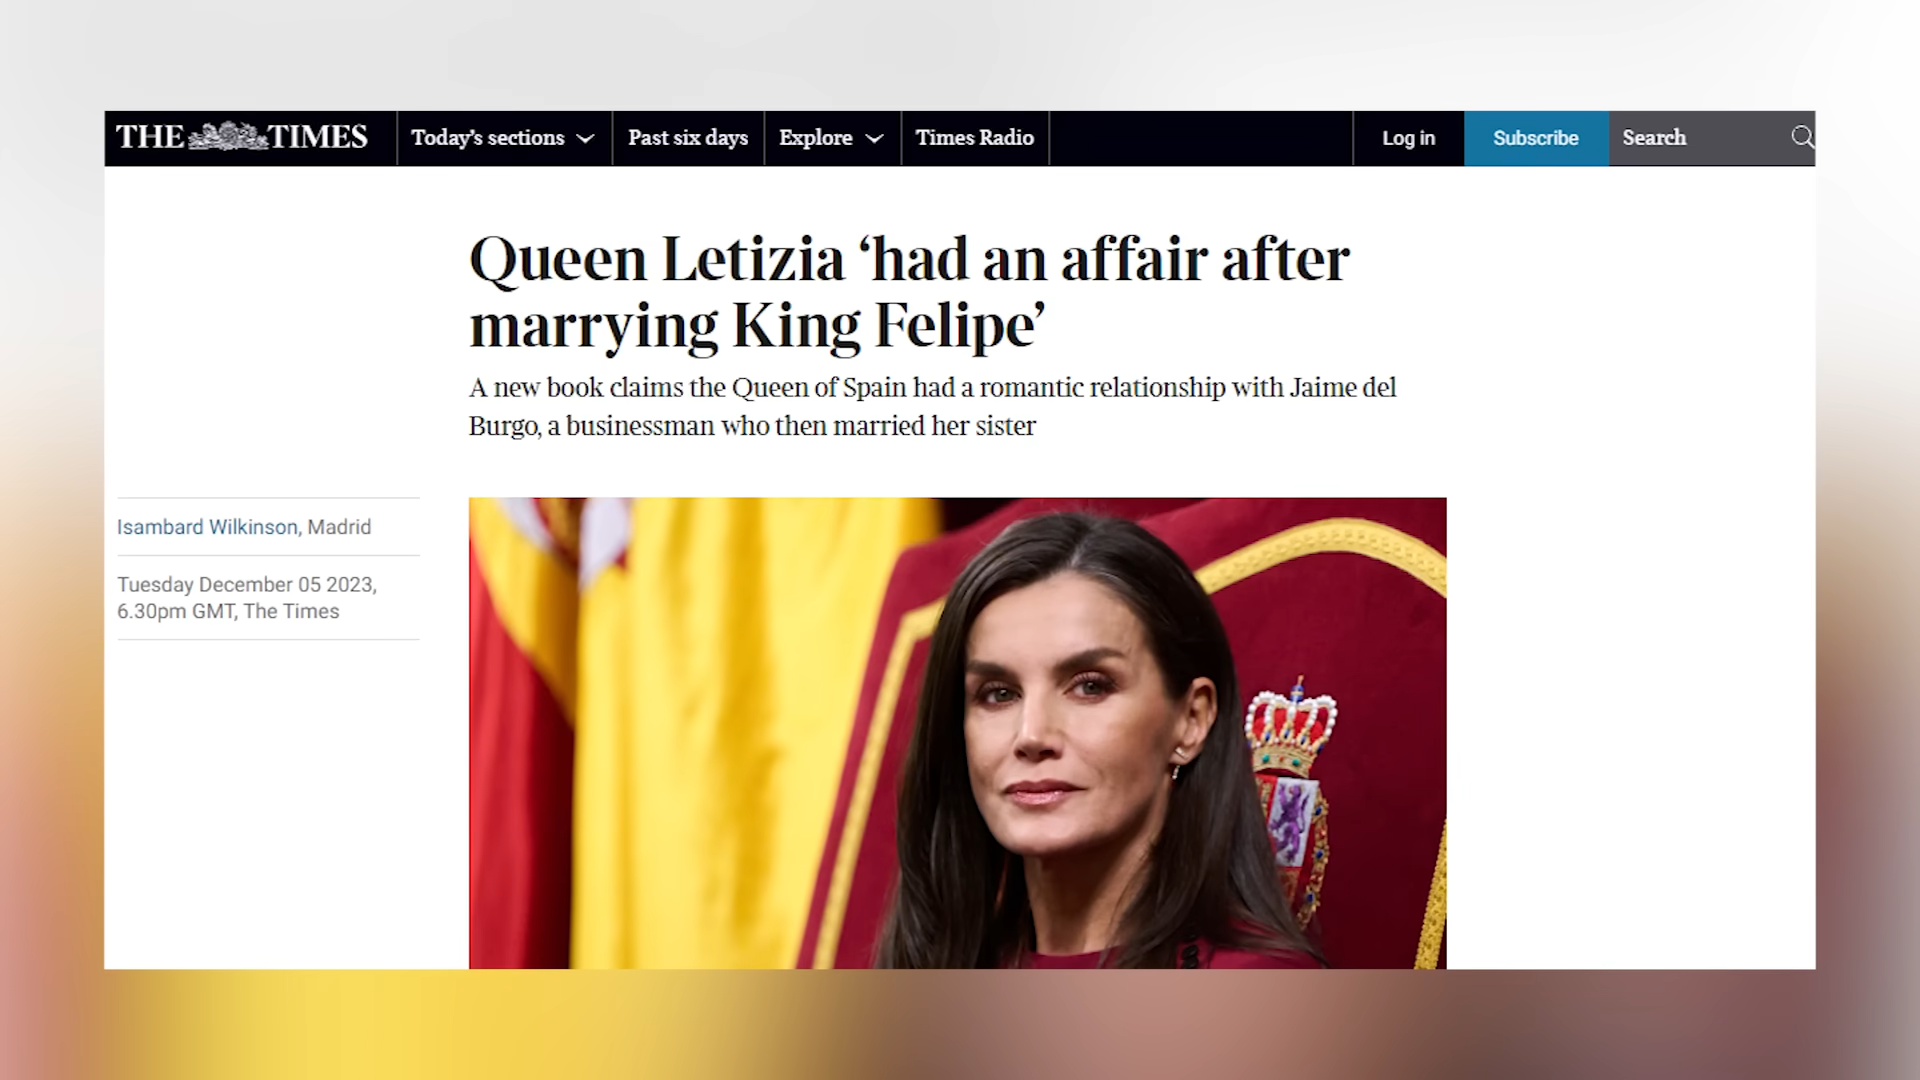 THE TIMES
Today's sections
Past six days
Explore
Times Radio
Log in
Subscribe
Search
Queen Letizia ‘had an affair after
marrying King Felipe’
A new book claims the Queen of Spain had a romantic relationship with Jaime del
Burgo, a businessman who then married her sister
Isambard Wilkinson, Madrid
Tuesday December 05 2023,
6.30pm GMT, The Times